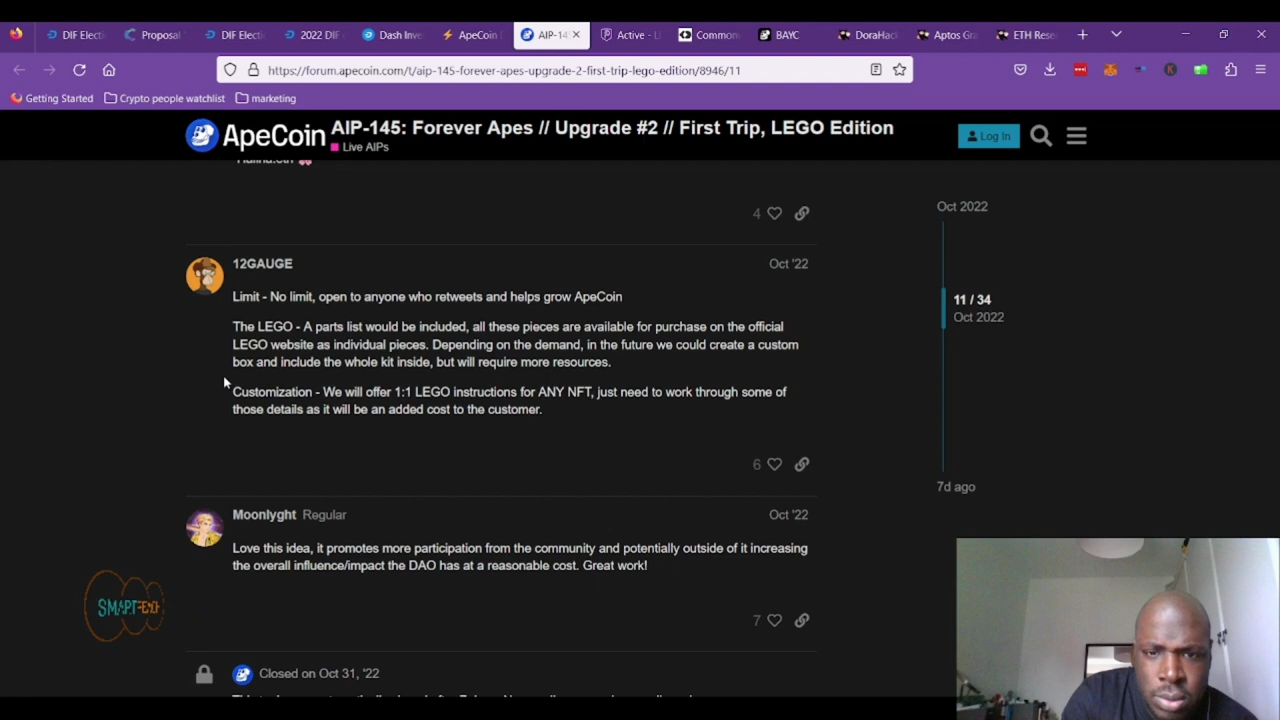 DIF Electi
Proposal
DIF Electi
2022 DIF
Dash Inve
ApeCoin
AIP-14
Active - L
Common
BAYC
DoraHac
Aptos Gra
ETH Rese
https://forum.apecoin.com/t/aip-145-forever-apes-upgrade-2-first-trip-lego-edition/8946/11
Getting Started
Crypto people watchlist
marketing
ApeCoin
AIP-145: Forever Apes // Upgrade #2 // First Trip, LEGO Edition
Live AIPs
Log In
4
Oct 2022
12GAUGE
Oct '22
Limit - No limit, open to anyone who retweets and helps grow ApeCoin
The LEGO - A parts list would be included, all these pieces are available for purchase on the official
LEGO website as individual pieces. Depending on the demand, in the future we could create a custom
box and include the whole kit inside, but will require more resources.
Customization - We will offer 1:1 LEGO instructions for ANY NFT, just need to work through some of
those details as it will be an added cost to the customer.
6
11 / 34
Oct 2022
7d ago
Moonlyght Regular
Oct '22
Love this idea, it promotes more participation from the community and potentially outside of it increasing
the overall influence/impact the DAO has at a reasonable cost. Great work!
7
Closed on Oct 31, '22